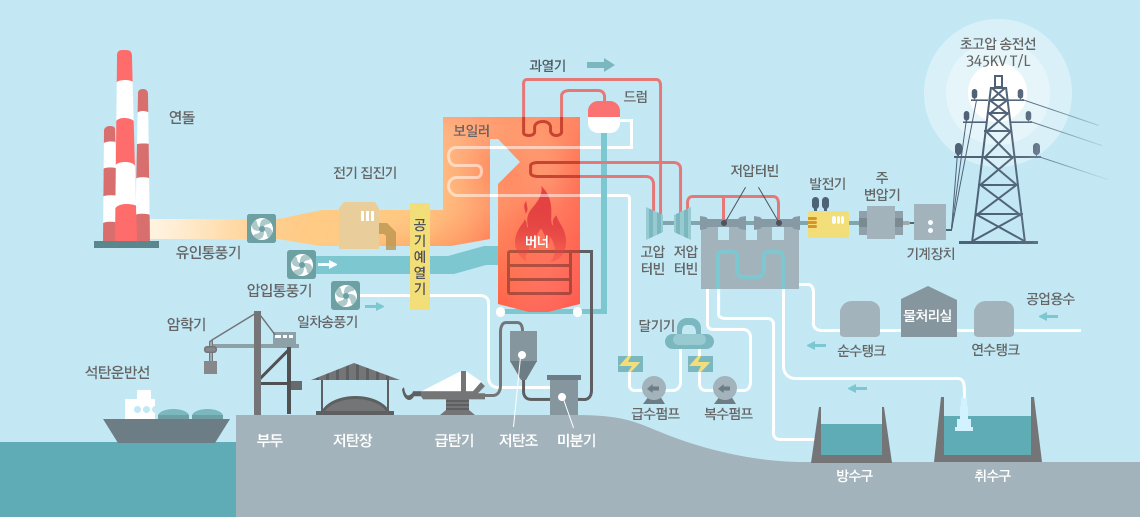 초고압 송전선
345KV T/L
과열기
드럼
연돌
보일러
전기 집진기
저압터빈
발전기
주
변압기
공기예열기
버너
유인통풍기
고압
터빈
저압
터빈
기계장치
압입통풍기
일차송풍기
공업용수
암학기
달기기
물처리실
순수탱크
연수탱크
석탄운반선
급수펌프
복수펌프
부두
저탄장
급탄기
저탄조
미분기
방수구
취수구